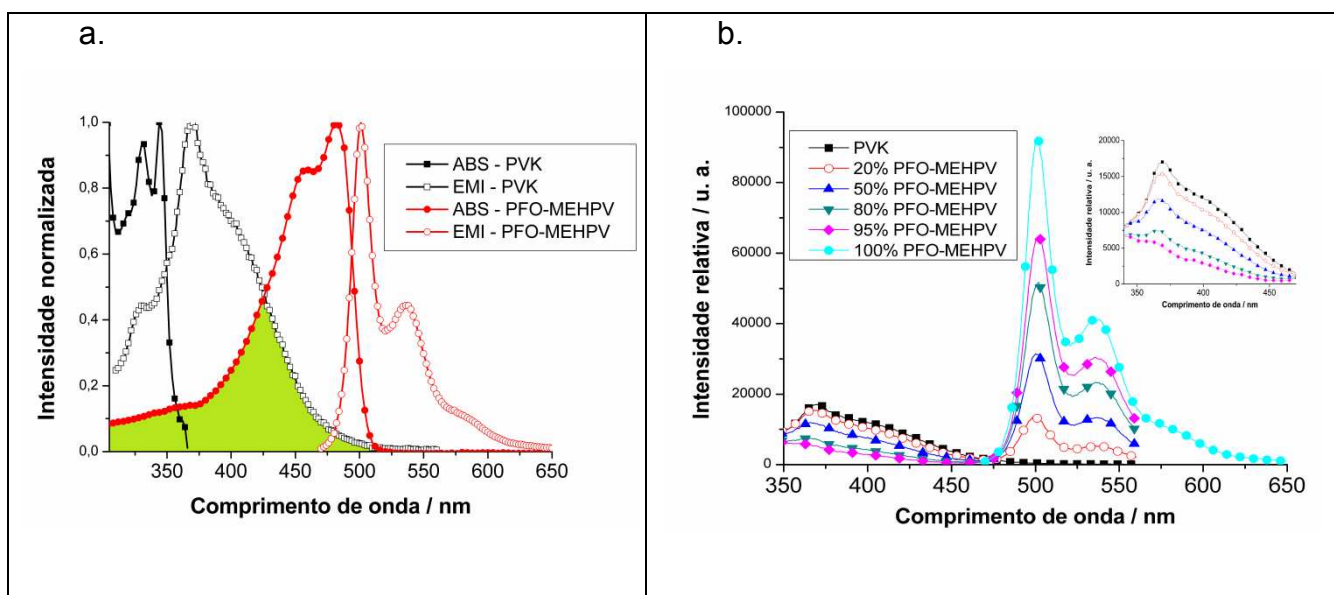 a.
Intensidade normalizada
1,0
0,8
0,6
0,4
0,2
0,0
350 400 450 500 550 600 650
Comprimento de onda / nm
ABS - PVK
EMI - PVK
ABS - PFO-MEHPV
EMI - PFO-MEHPV
b.
Intensidade relativa / u. a.
100000
80000
60000
40000
20000
0
350 400 450 500 550 600 650
Comprimento de onda / nm
PVK
20% PFO-MEHPV
50% PFO-MEHPV
80% PFO-MEHPV
95% PFO-MEHPV
100% PFO-MEHPV
Intensidade relativa / u. a.
20000
15000
10000
5000
0
350 400 450
Comprimento de onda / nm